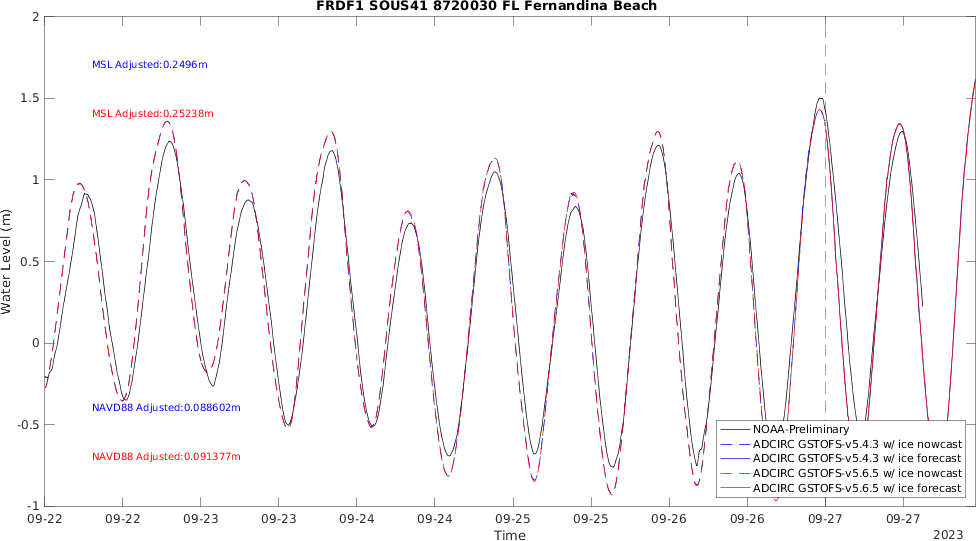 FRDF1 SOUS41 8720030 FL Fernandina Beach
2
1.5
1
0.5
0
-0.5
-1
Water Level (m)
MSL Adjusted:0.2496m
MSL Adjusted:0.25238m
NAVD88 Adjusted:0.088602m
NAVD88 Adjusted:0.091377m
NOAA-Preliminary
ADCIRC GSTOFS-v5.4.3 w/ ice nowcast
ADCIRC GSTOFS-v5.4.3 w/ ice forecast
ADCIRC GSTOFS-v5.6.5 w/ ice nowcast
ADCIRC GSTOFS-v5.6.5 w/ ice forecast
09-22 09-22 09-23 09-23 09-24 09-24 09-25 09-25 09-26 09-26 09-27 09-27
Time
2023